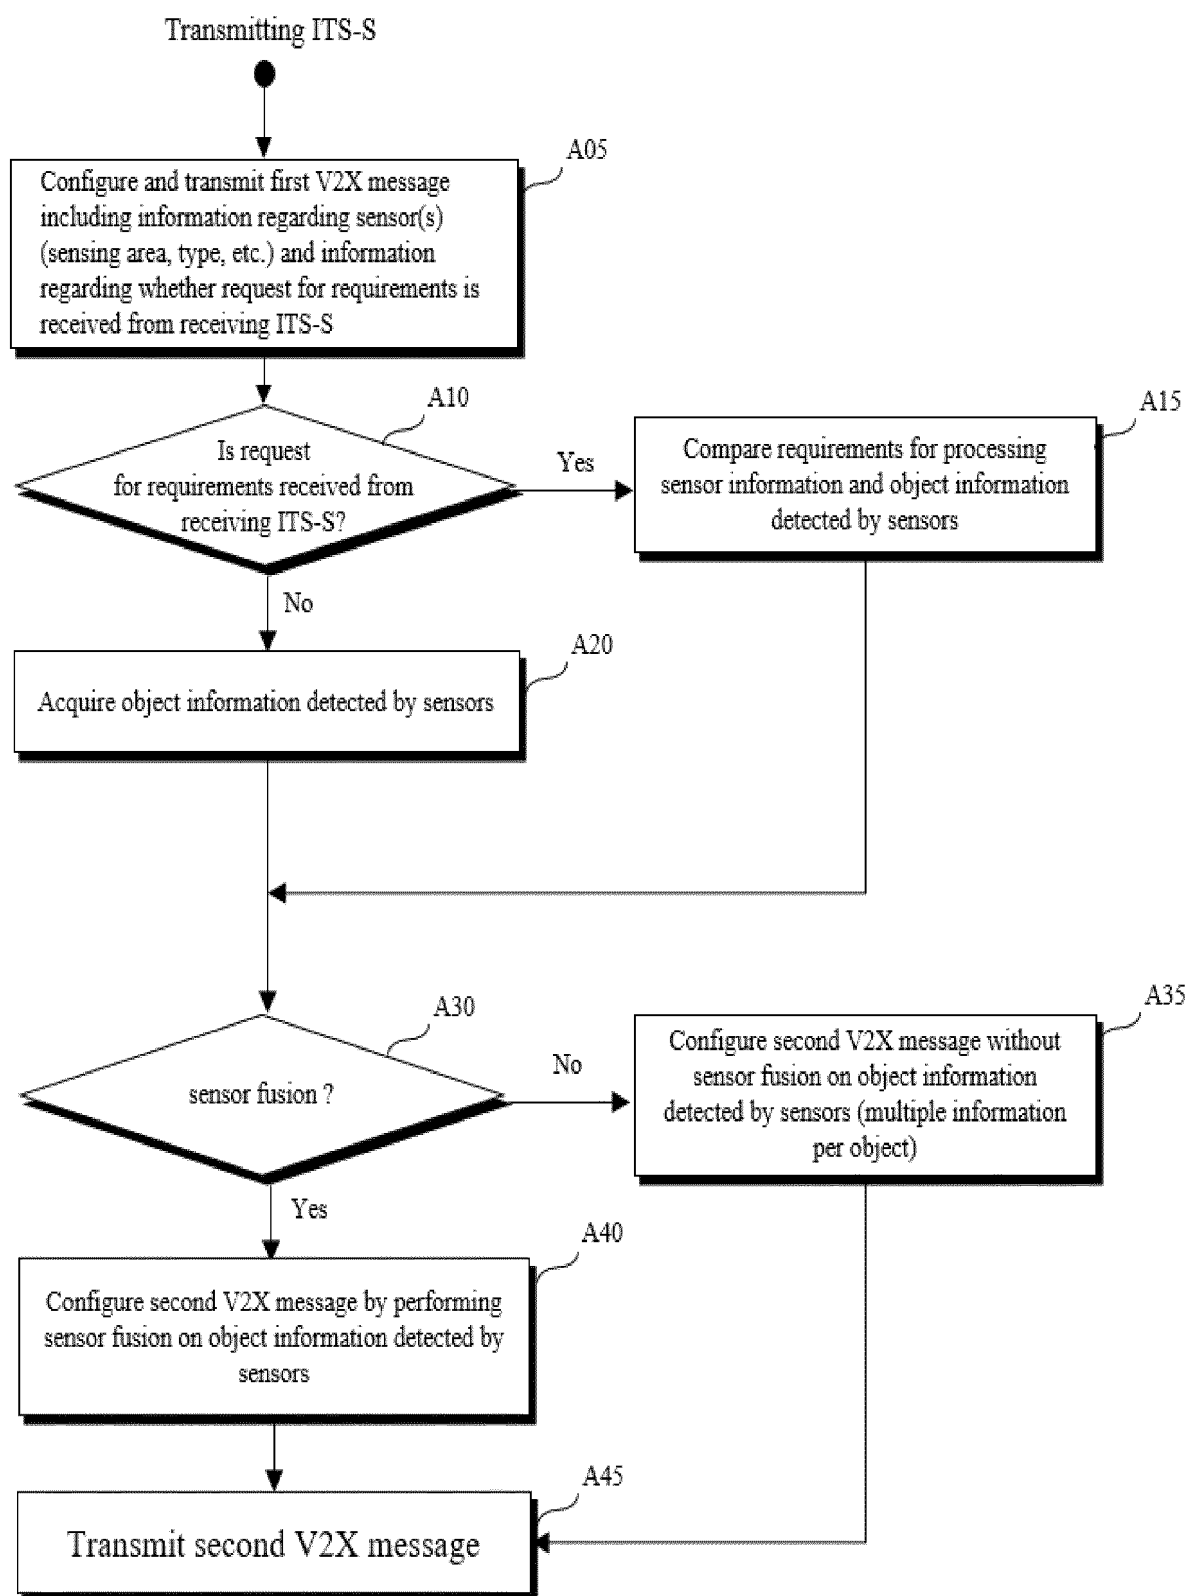 Transmitting ITS-S
A05
Configure and transmit first V2X message
including information regarding sensor(s)
(sensing area, type, etc.) and information
regarding whether request for requirements is
received from receiving ITS-S
A10
Is request
for requirements received from
receiving ITS-S?
Yes
A15
Compare requirements for processing
sensor information and object information
detected by sensors
No
A20
Acquire object information detected by sensors
A30
sensor fusion ?
No
A35
Configure second V2X message without
sensor fusion on object information
detected by sensors (multiple information
per object)
Yes
A40
Configure second V2X message by performing
sensor fusion on object information detected by
sensors
A45
Transmit second V2X message